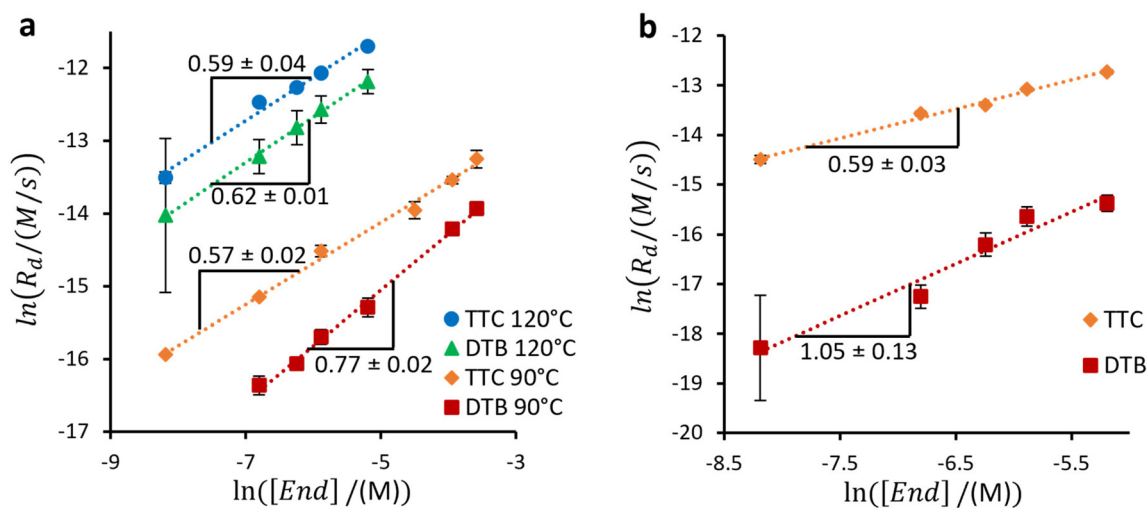 a
ln(R_d/(M/s))
-12
-13
-14
-15
-16
-17
-9
-7
-5
-3
ln([End] /(M))
0.59 ± 0.04
0.62 ± 0.01
0.57 ± 0.02
0.77 ± 0.02
TTC 120°C
DTB 120°C
TTC 90°C
DTB 90°C
b
ln(R_d/(M/s))
-12
-13
-14
-15
-16
-17
-18
-19
-20
-8.5
-7.5
-6.5
-5.5
ln([End] /(M))
0.59 ± 0.03
1.05 ± 0.13
TTC
DTB